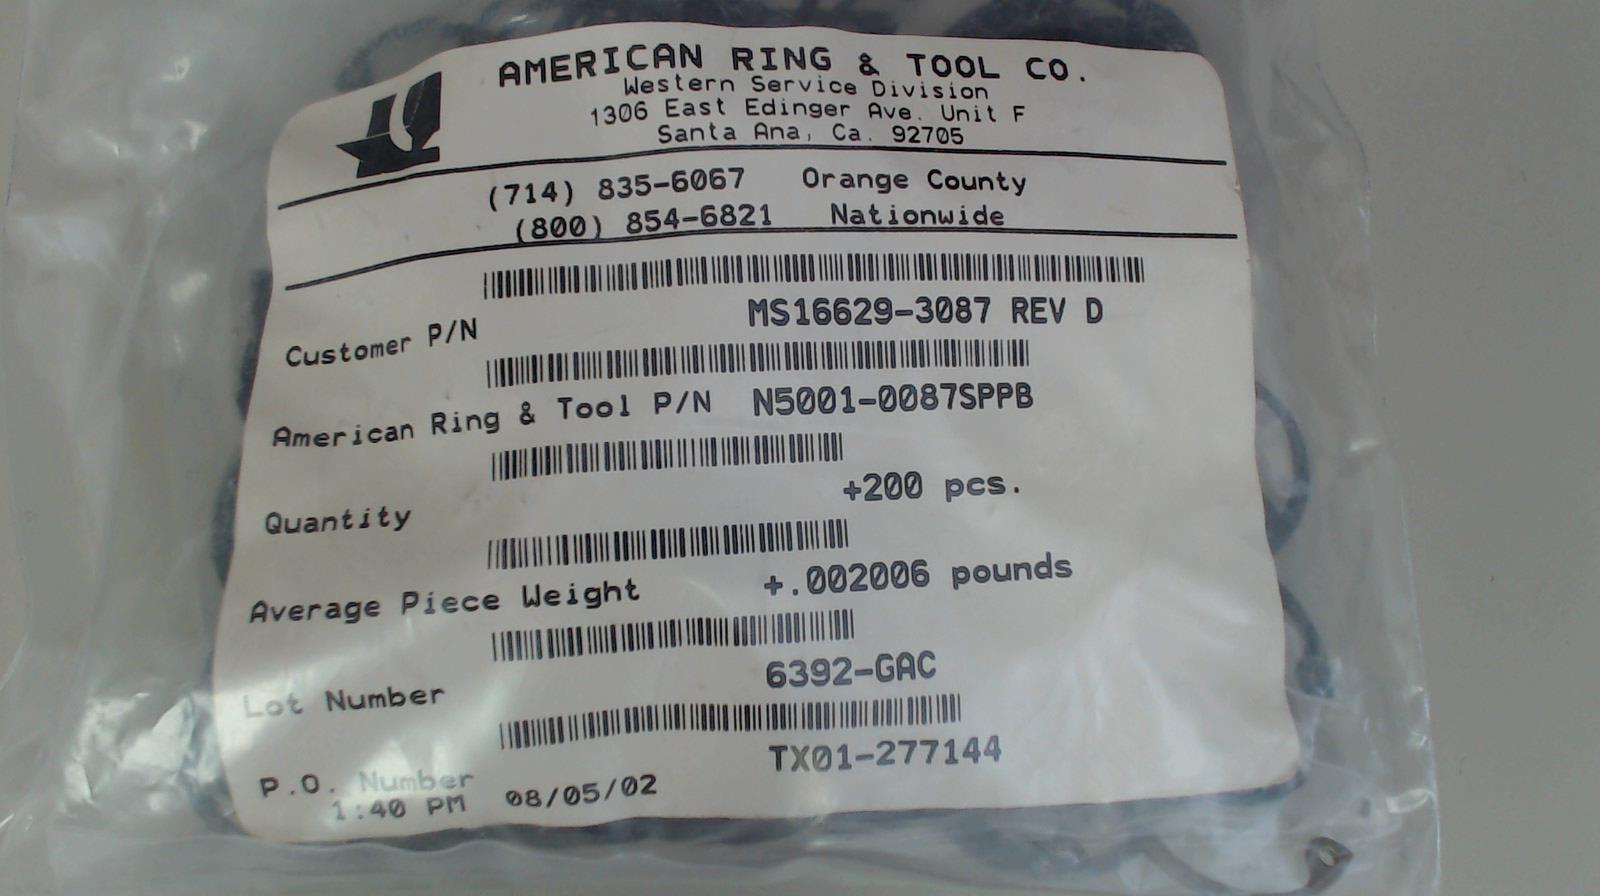 AMERICAN RING & TOOL CO.
Western Service Division
1306 East Edinger Ave. Unit F
Santa Ana, Ca. 92705
(714) 835-6067 Orange County
(800) 854-6821 Nationwide
Customer P/N MS16629-3087 REV D
American Ring & Tool P/N N5001-0087SPPB
Quantity +200 pcs.
Average Piece Weight +.002006 pounds
Lot Number 6392-GAC
P.O. Number TX01-277144
1:40 PM 08/05/02